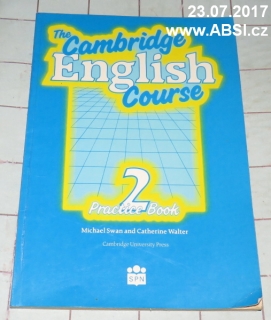 23.07.2017
www.ABSI.cz
The
Cambridge
English
Course
2
Practice Book
Michael Swan and Catherine Walter
Cambridge University Press
SPN